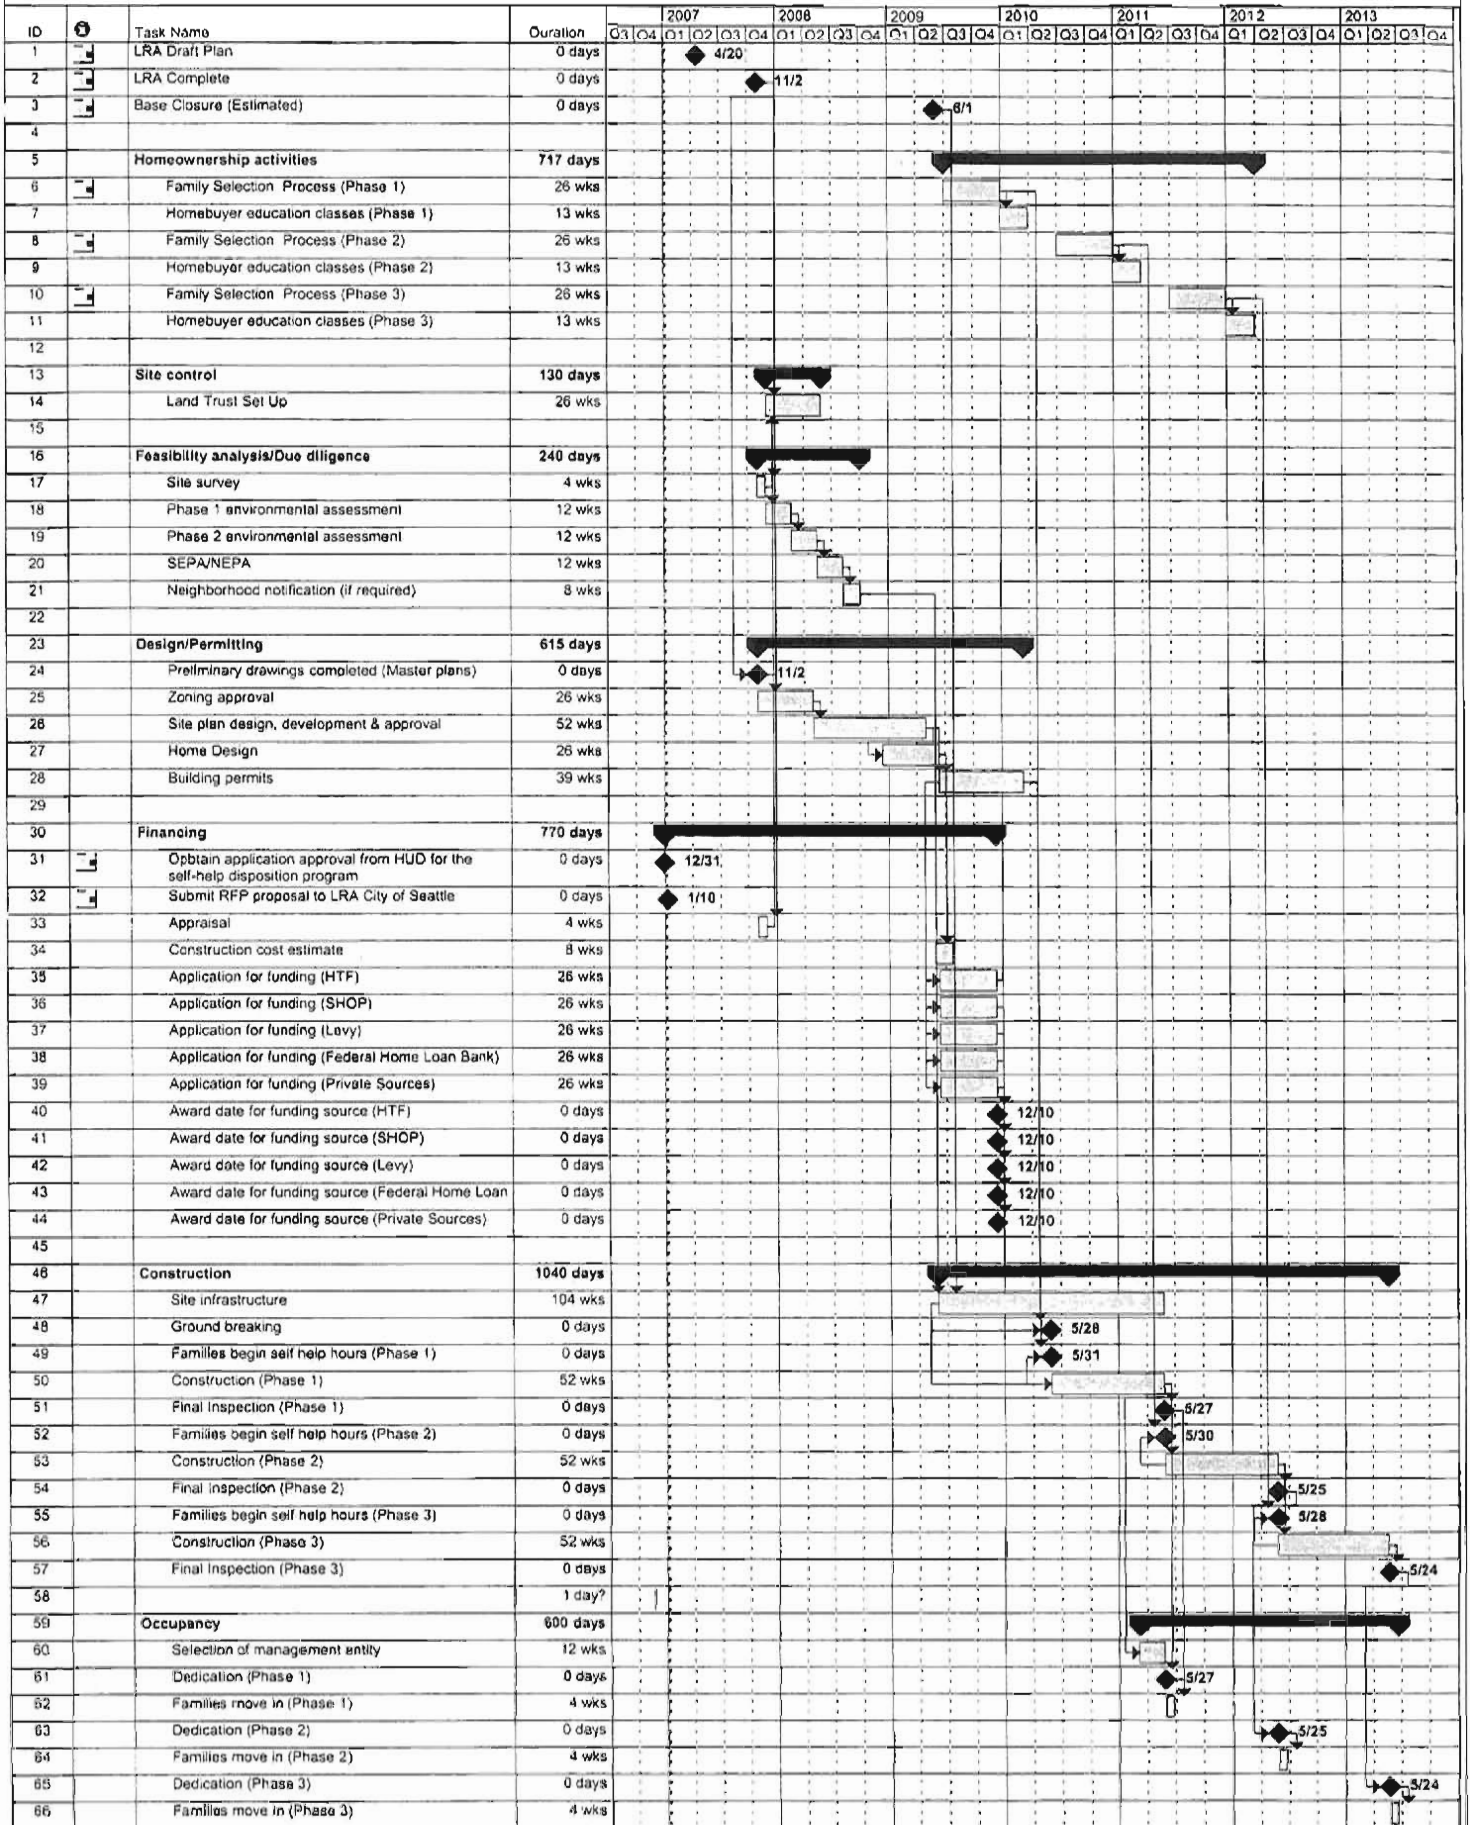 2007 2008 2009 2010 2011 2012 2013
ID Task Name Duration Q3 Q4 Q1 Q2 Q3 Q4 Q1 Q2 Q3 Q4 Q1 Q2 Q3 Q4 Q1 Q2 Q3 Q4 Q1 Q2 Q3 Q4 Q1 Q2 Q3 Q4 Q1 Q2 Q3 Q4
1 LRA Draft Plan 0 days 4/20
2 LRA Complete 0 days 11/2
3 Base Closure (Estimated) 0 days 6/1
4
5 Homeownership activities 717 days
6 Family Selection Process (Phase 1) 26 wks
7 Homebuyer education classes (Phase 1) 13 wks
8 Family Selection Process (Phase 2) 26 wks
9 Homebuyer education classes (Phase 2) 13 wks
10 Family Selection Process (Phase 3) 26 wks
11 Homebuyer education classes (Phase 3) 13 wks
12
13 Site control 130 days
14 Land Trust Set Up 26 wks
15
16 Feasibility analysis/Due diligence 240 days
17 Site survey 4 wks
18 Phase 1 environmental assessment 12 wks
19 Phase 2 environmental assessment 12 wks
20 SEPA/NEPA 12 wks
21 Neighborhood notification (if required) 8 wks
22
23 Design/Permitting 615 days
24 Preliminary drawings completed (Master plans) 0 days 11/2
25 Zoning approval 26 wks
26 Site plan design, development & approval 52 wks
27 Home Design 26 wks
28 Building permits 39 wks
29
30 Financing 770 days
31 Opbtain application approval from HUD for the 0 days 12/31
self-help disposition program
32 Submit RFP proposal to LRA City of Seattle 0 days 1/10
33 Appraisal 4 wks
34 Construction cost estimate 8 wks
35 Application for funding (HTF) 26 wks
36 Application for funding (SHOP) 26 wks
37 Application for funding (Levy) 26 wks
38 Application for funding (Federal Home Loan Bank) 26 wks
39 Application for funding (Private Sources) 26 wks
40 Award date for funding source (HTF) 0 days 12/10
41 Award date for funding source (SHOP) 0 days 12/10
42 Award date for funding source (Levy) 0 days 12/10
43 Award date for funding source (Federal Home Loan 0 days 12/10
44 Award date for funding source (Private Sources) 0 days 12/10
45
46 Construction 1040 days
47 Site infrastructure 104 wks
48 Ground breaking 0 days 5/28
49 Families begin self help hours (Phase 1) 0 days 5/31
50 Construction (Phase 1) 52 wks
51 Final Inspection (Phase 1) 0 days 5/27
52 Families begin self help hours (Phase 2) 0 days 5/30
53 Construction (Phase 2) 52 wks
54 Final Inspection (Phase 2) 0 days 5/25
55 Families begin self help hours (Phase 3) 0 days 5/28
56 Construction (Phase 3) 52 wks
57 Final Inspection (Phase 3) 0 days 5/24
58 1 day?
59 Occupancy 600 days
60 Selection of management entity 12 wks
61 Dedication (Phase 1) 0 days 5/27
62 Families move in (Phase 1) 4 wks
63 Dedication (Phase 2) 0 days 5/25
64 Families move in (Phase 2) 4 wks
65 Dedication (Phase 3) 0 days 5/24
66 Families move in (Phase 3) 4 wks